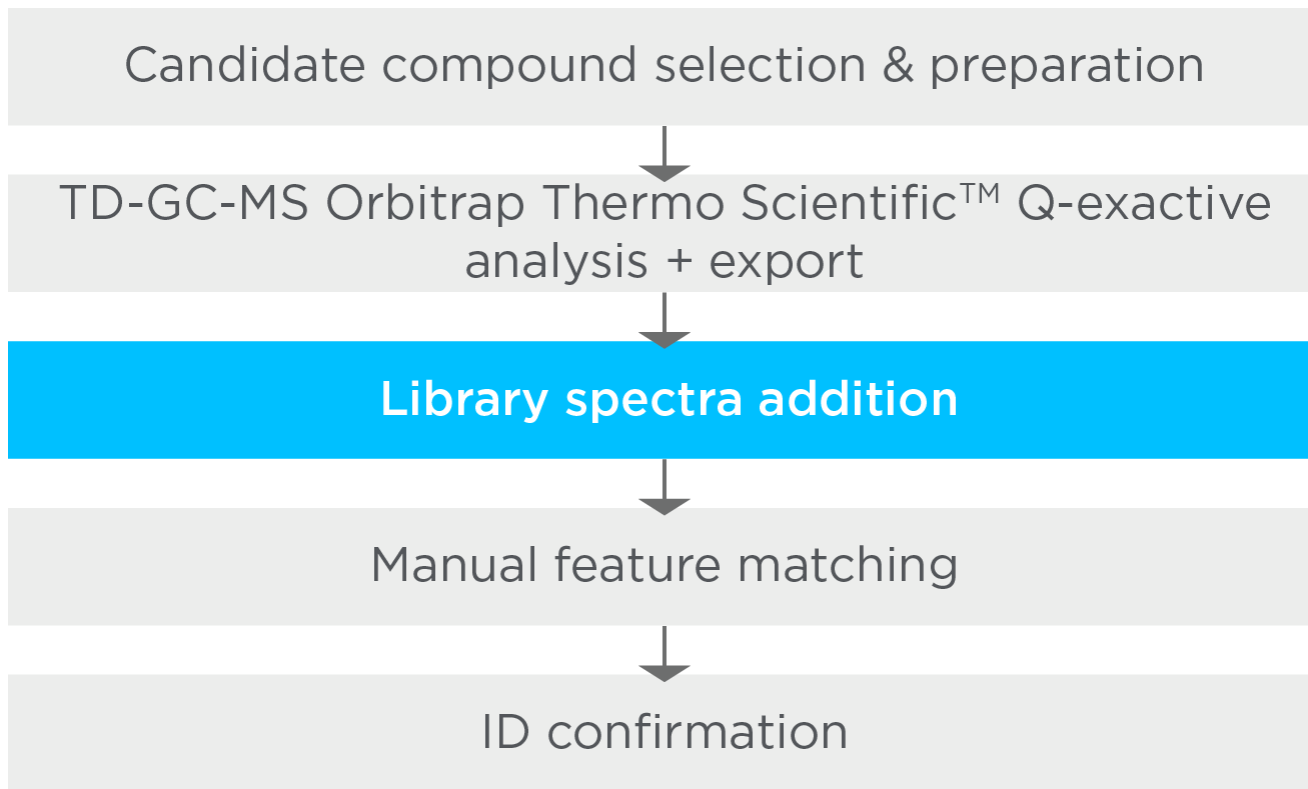 Candidate compound selection & preparation
TD-GC-MS Orbitrap Thermo Scientific™ Q-exactive
analysis + export
Library spectra addition
Manual feature matching
ID confirmation